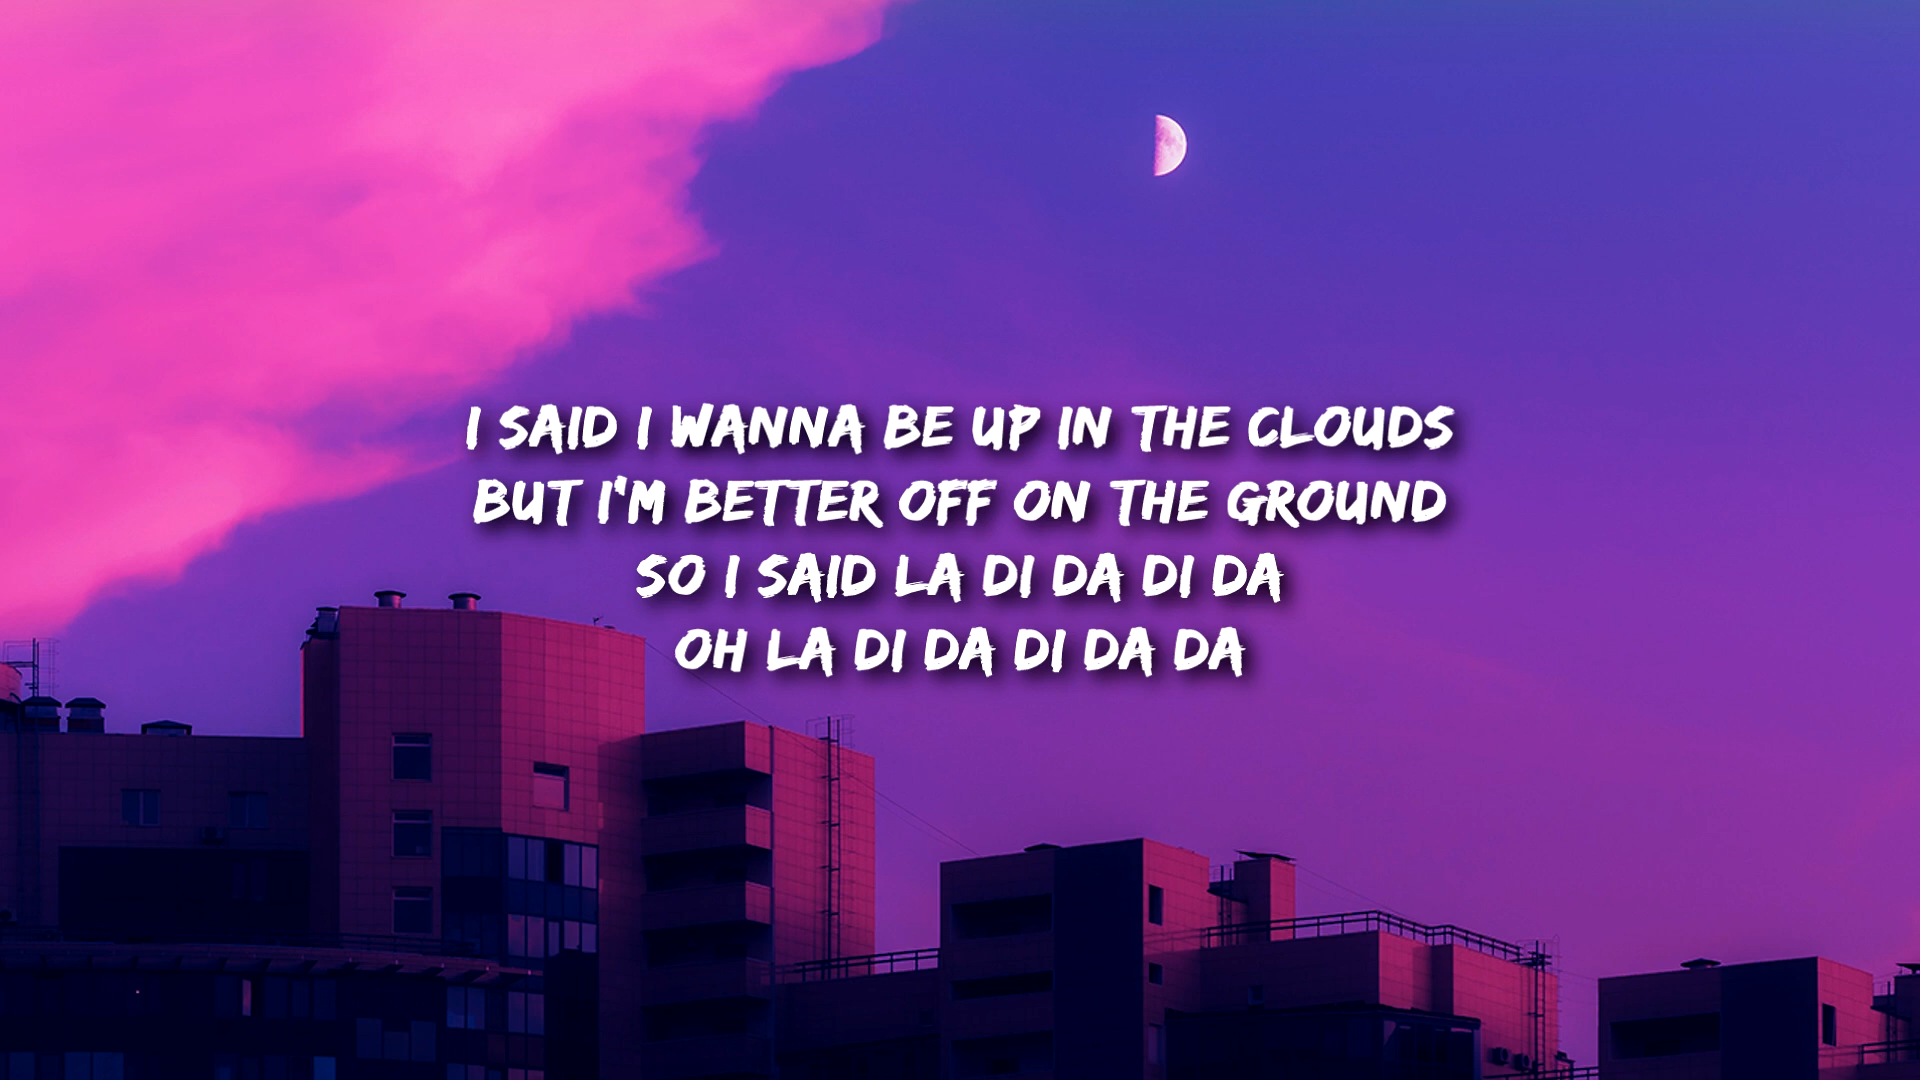 I SAID I WANNA BE UP IN THE CLOUDS
BUT I'M BETTER OFF ON THE GROUND
SO I SAID LA DI DA DI DA
OH LA DI DA DI DA DA